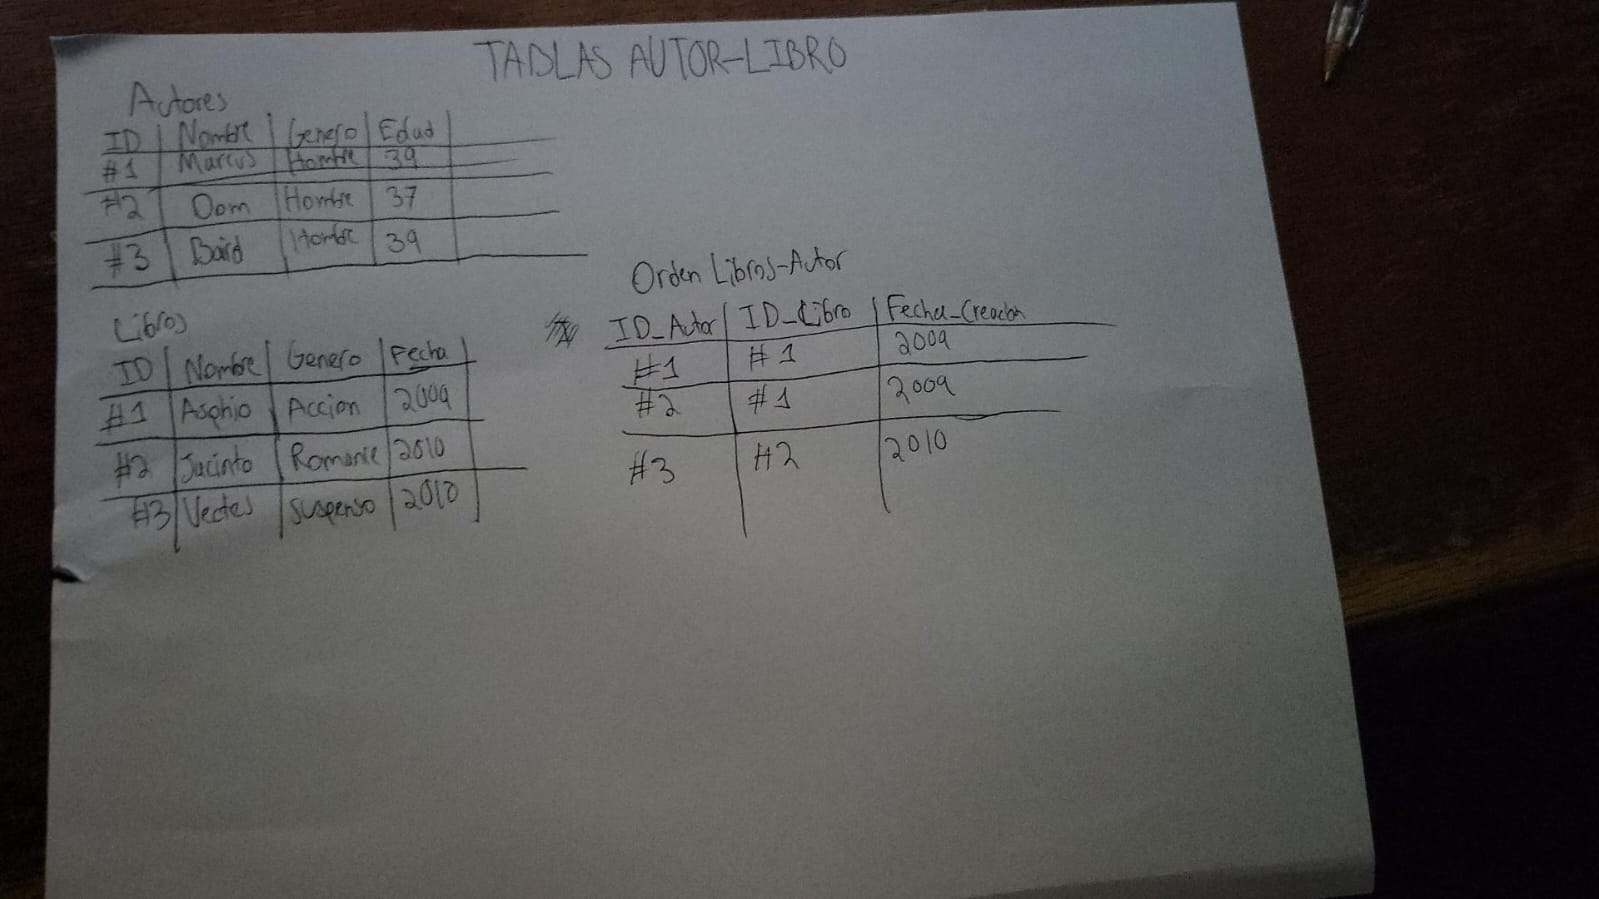 TABLAS AUTOR-LIBRO
Autores
ID Nombre Genero Edad
#1 Marcus Hombre 39
#2 Dom Hombre 37
#3 Baird Hombre 39
Libros
ID Nombre Genero Fecha
#1 Asphio Accion 2009
#2 Jacinto Romance 2010
#3 Vectes Suspenso 2010
Orden Libros-Autor
ID_Autor ID_Libro Fecha_Creacion
#1 #1 2009
#2 #1 2009
#3 #2 2010